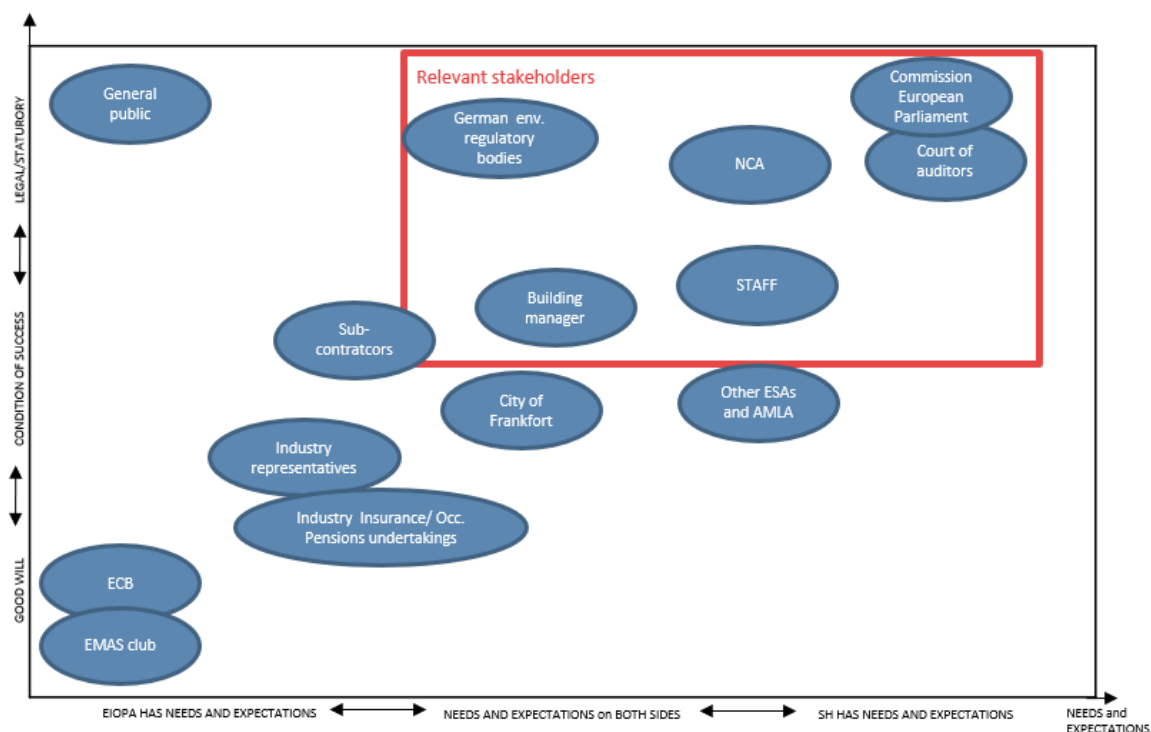 Relevant stakeholders
General
public
German env.
regulatory
bodies
Commission
European
Parliament
Court of
auditors
NCA
STAFF
Building
manager
Sub-
contratcors
City of
Frankfort
Other ESAs
and AMLA
Industry
representatives
Industry Insurance/ Occ.
Pensions undertakings
ECB
EMAS club
LEGAL/STATURORY
CONDITION OF SUCCESS
GOOD WILL
EIOPA HAS NEEDS AND EXPECTATIONS
NEEDS AND EXPECTATIONS on BOTH SIDES
SH HAS NEEDS AND EXPECTATIONS
NEEDS and
EXPECTATIONS